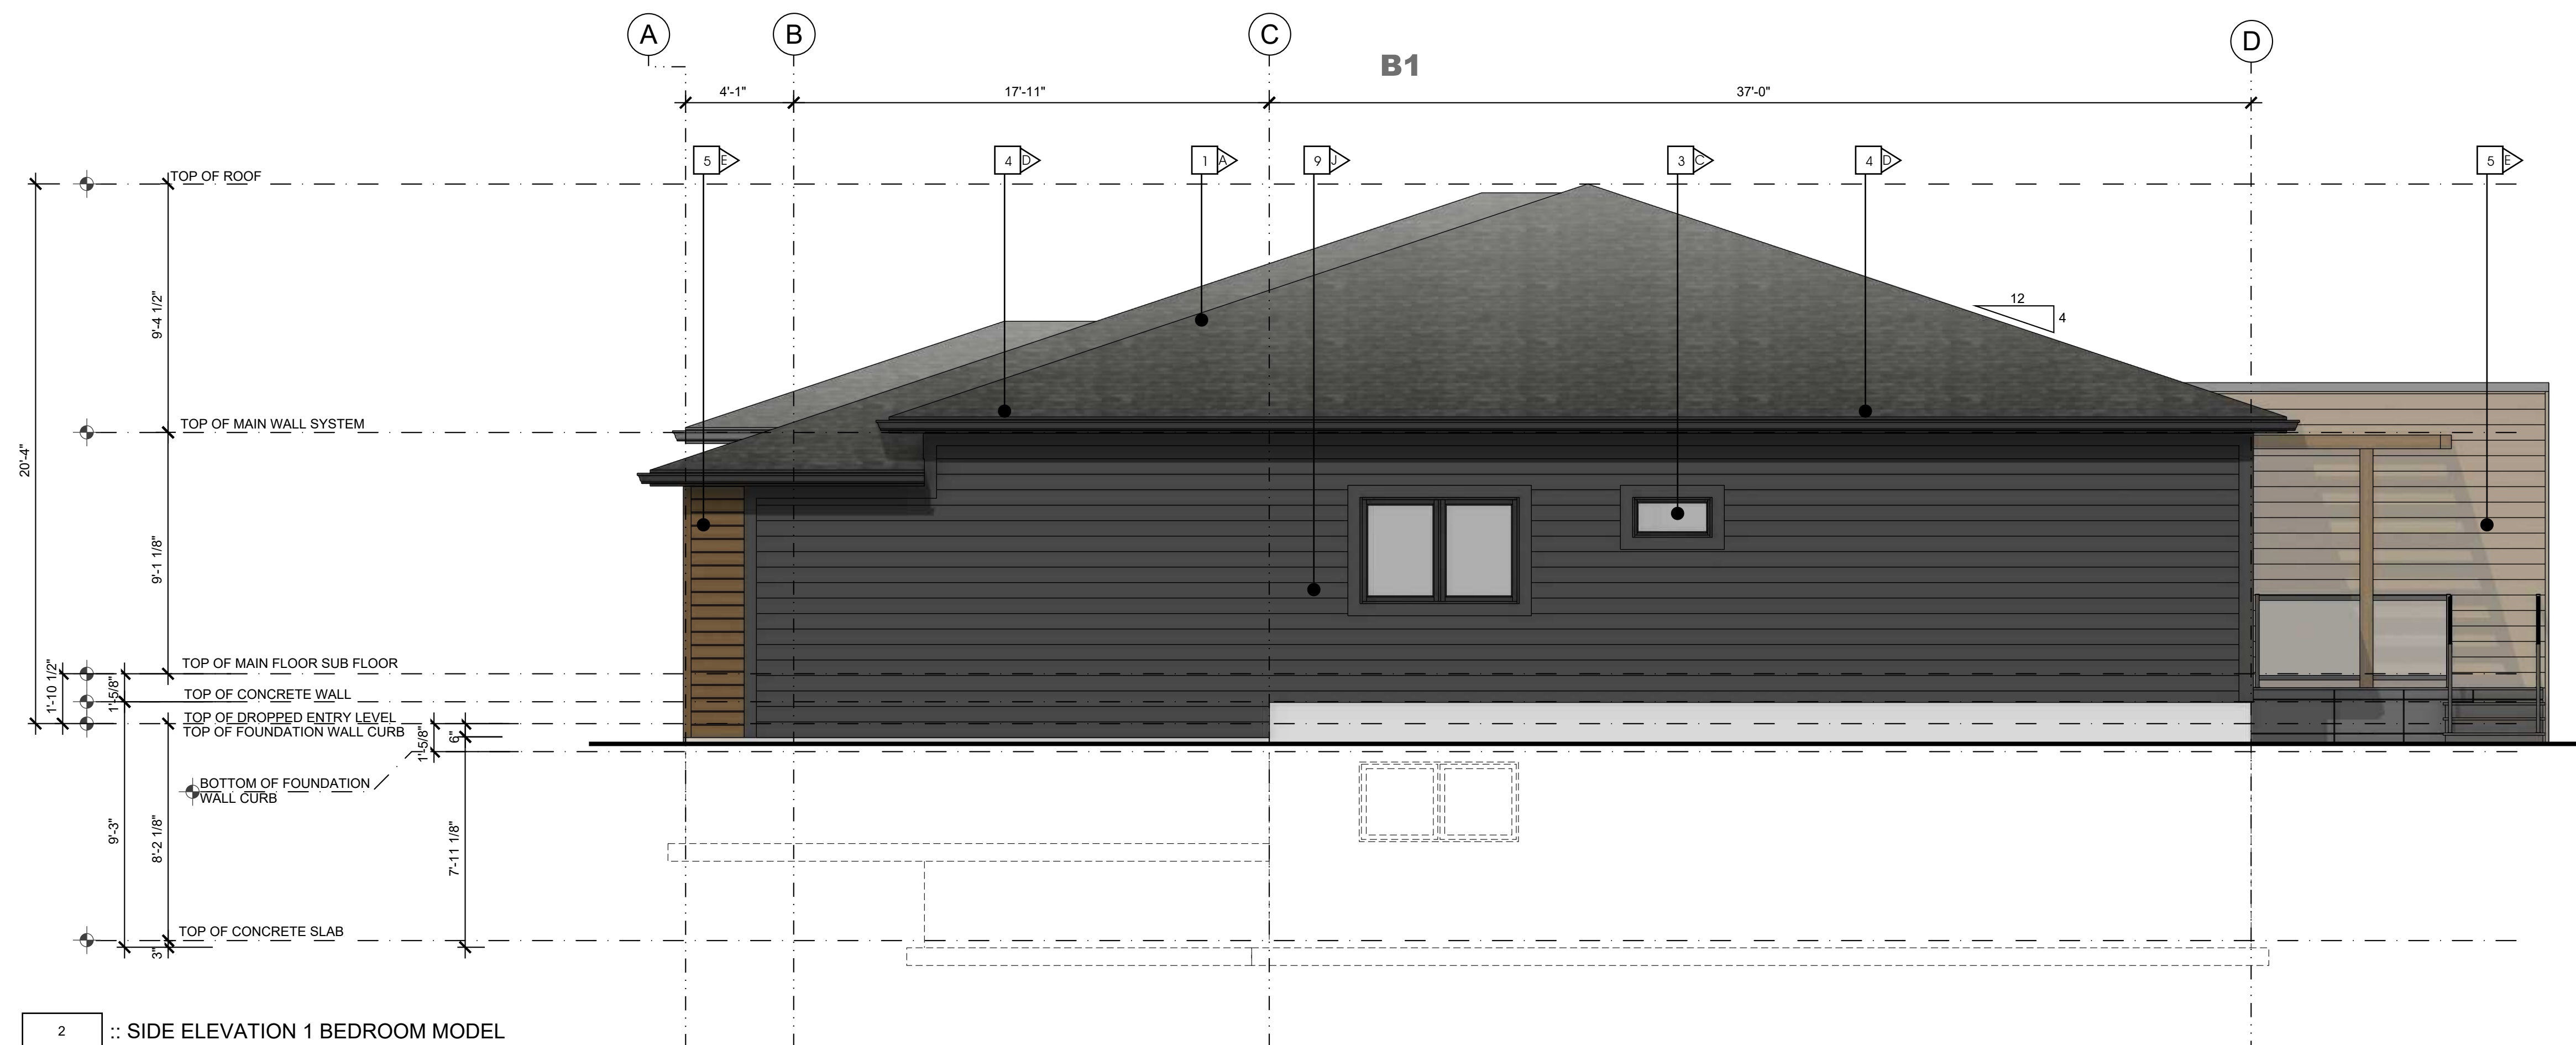 A
B
C
D
B1
4'-1"
17'-11"
37'-0"
5 E
4 D
1 A
9 J
3 C
4 D
5 E
TOP OF ROOF
12
4
9'-4 1/2"
TOP OF MAIN WALL SYSTEM
20'-4"
9'-1 1/8"
TOP OF MAIN FLOOR SUB FLOOR
1'-10 1/2"
1'-5/8"
TOP OF CONCRETE WALL
TOP OF DROPPED ENTRY LEVEL
TOP OF FOUNDATION WALL CURB
1'-5/8"
6"
BOTTOM OF FOUNDATION
WALL CURB
9'-3"
8'-2 1/8"
7'-11 1/8"
TOP OF CONCRETE SLAB
3"
2
:: SIDE ELEVATION 1 BEDROOM MODEL